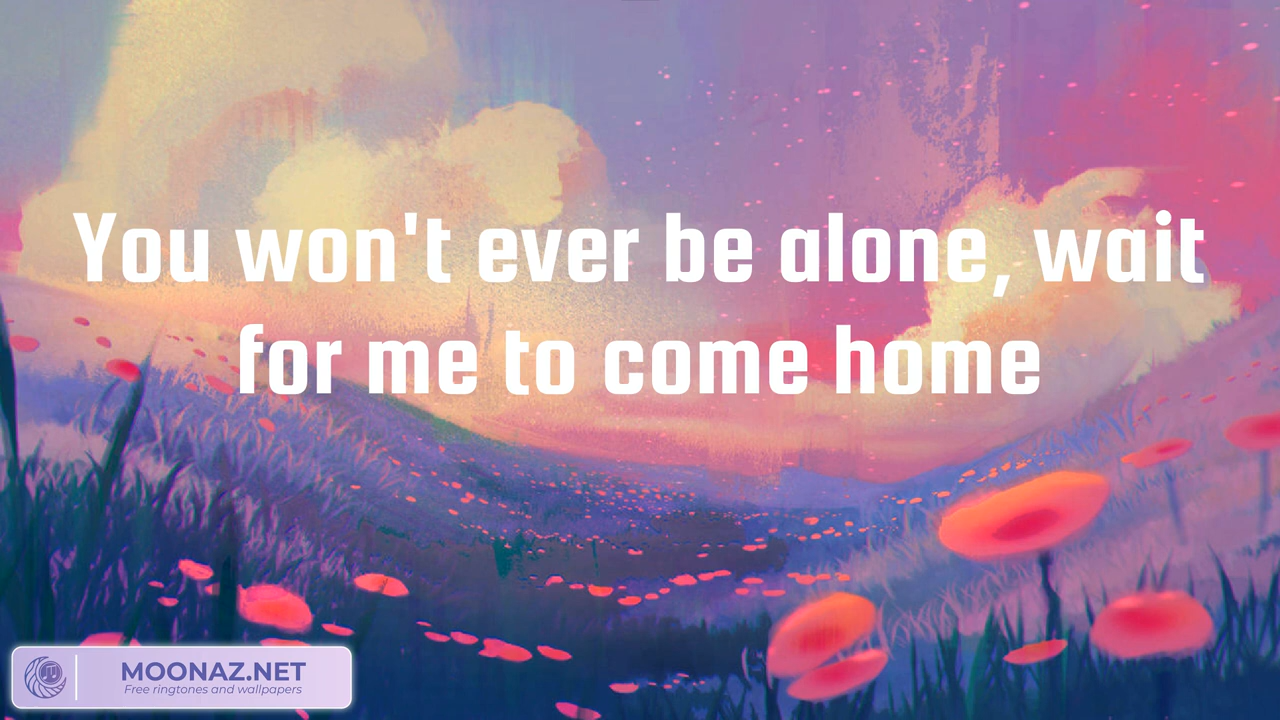 You won't ever be alone, wait
for me to come home
MOONAZ.NET
Free ringtones and wallpapers